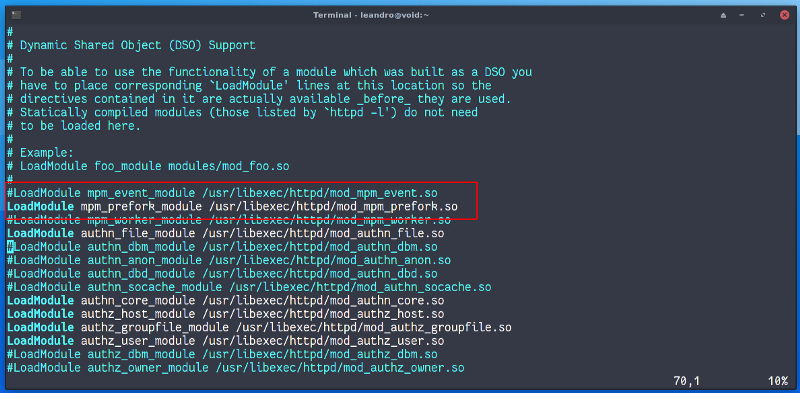 Terminal - leandro@void:~
#
# Dynamic Shared Object (DSO) Support
#
# To be able to use the functionality of a module which was built as a DSO you
# have to place corresponding `LoadModule' lines at this location so the
# directives contained in it are actually available _before_ they are used.
# Statically compiled modules (those listed by `httpd -l') do not need
# to be loaded here.
#
# Example:
# LoadModule foo_module modules/mod_foo.so
#
#LoadModule mpm_event_module /usr/libexec/httpd/mod_mpm_event.so
LoadModule mpm_prefork_module /usr/libexec/httpd/mod_mpm_prefork.so
#LoadModule mpm_worker_module /usr/libexec/httpd/mod_mpm_worker.so
LoadModule authn_file_module /usr/libexec/httpd/mod_authn_file.so
#LoadModule authn_dbm_module /usr/libexec/httpd/mod_authn_dbm.so
#LoadModule authn_anon_module /usr/libexec/httpd/mod_authn_anon.so
#LoadModule authn_dbd_module /usr/libexec/httpd/mod_authn_dbd.so
#LoadModule authn_socache_module /usr/libexec/httpd/mod_authn_socache.so
LoadModule authn_core_module /usr/libexec/httpd/mod_authn_core.so
LoadModule authz_host_module /usr/libexec/httpd/mod_authz_host.so
LoadModule authz_groupfile_module /usr/libexec/httpd/mod_authz_groupfile.so
LoadModule authz_user_module /usr/libexec/httpd/mod_authz_user.so
#LoadModule authz_dbm_module /usr/libexec/httpd/mod_authz_dbm.so
#LoadModule authz_owner_module /usr/libexec/httpd/mod_authz_owner.so
70,1 10%